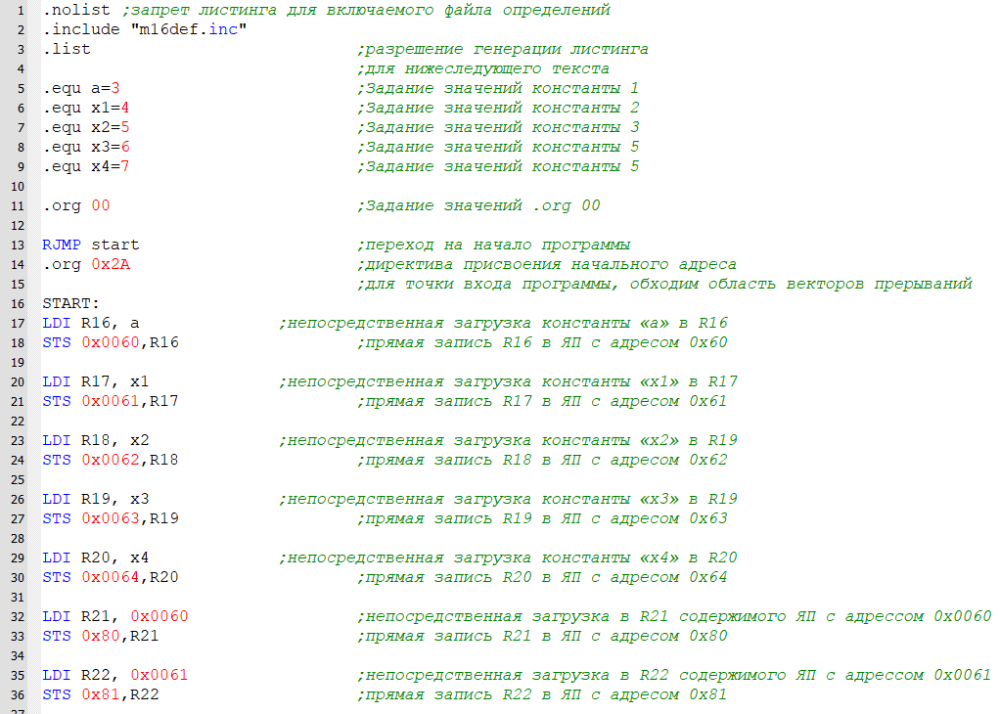 1 .nolist ;запрет листинга для включаемого файла определений
2 .include "m16def.inc"
3 .list ;разрешение генерации листинга
4 ;для нижеследующего текста
5 .equ a=3 ;Задание значений константы 1
6 .equ x1=4 ;Задание значений константы 2
7 .equ x2=5 ;Задание значений константы 3
8 .equ x3=6 ;Задание значений константы 5
9 .equ x4=7 ;Задание значений константы 5
10
11 .org 00 ;Задание значений .org 00
12
13 RJMP start ;переход на начало программы
14 .org 0x2A ;директива присвоения начального адреса
15 ;для точки входа программы, обходим область векторов прерываний
16 START:
17 LDI R16, a ;непосредственная загрузка константы «a» в R16
18 STS 0x0060,R16 ;прямая запись R16 в ЯП с адресом 0x60
19
20 LDI R17, x1 ;непосредственная загрузка константы «x1» в R17
21 STS 0x0061,R17 ;прямая запись R17 в ЯП с адресом 0x61
22
23 LDI R18, x2 ;непосредственная загрузка константы «x2» в R19
24 STS 0x0062,R18 ;прямая запись R18 в ЯП с адресом 0x62
25
26 LDI R19, x3 ;непосредственная загрузка константы «x3» в R19
27 STS 0x0063,R19 ;прямая запись R19 в ЯП с адресом 0x63
28
29 LDI R20, x4 ;непосредственная загрузка константы «x4» в R20
30 STS 0x0064,R20 ;прямая запись R20 в ЯП с адресом 0x64
31
32 LDI R21, 0x0060 ;непосредственная загрузка в R21 содержимого ЯП с адрессом 0x0060
33 STS 0x80,R21 ;прямая запись R21 в ЯП с адресом 0x80
34
35 LDI R22, 0x0061 ;непосредственная загрузка в R22 содержимого ЯП с адрессом 0x0061
36 STS 0x81,R22 ;прямая запись R22 в ЯП с адресом 0x81